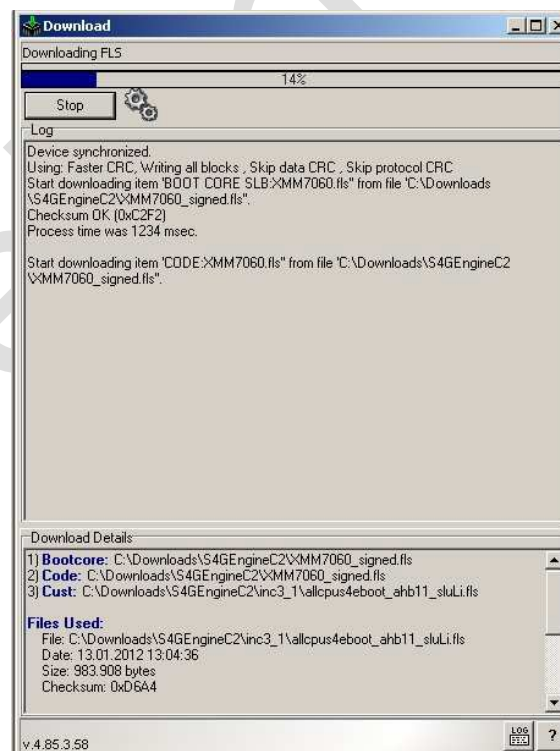 Download
Downloading FLS
14%
Stop
Log
Device synchronized.
Using: Faster CRC, Writing all blocks , Skip data CRC , Skip protocol CRC
Start downloading item 'BOOT CORE SLB:XMM7060.fls" from file 'C:\Downloads
\S4GEngineC2\XMM7060_signed.fls".
Checksum OK (0xC2F2)
Process time was 1234 msec.
Start downloading item 'CODE:XMM7060.fls" from file 'C:\Downloads\S4GEngineC2
\XMM7060_signed.fls".
Download Details
1) Bootcore: C:\Downloads\S4GEngineC2\XMM7060_signed.fls
2) Code: C:\Downloads\S4GEngineC2\XMM7060_signed.fls
3) Cust: C:\Downloads\S4GEngineC2\inc3_1\allcpus4eboot_ahb11_sluLi.fls
Files Used:
File: C:\Downloads\S4GEngineC2\inc3_1\allcpus4eboot_ahb11_sluLi.fls
Date: 13.01.2012 13:04:36
Size: 983.908 bytes
Checksum: 0xD6A4
v.4.85.3.58
LOG
?